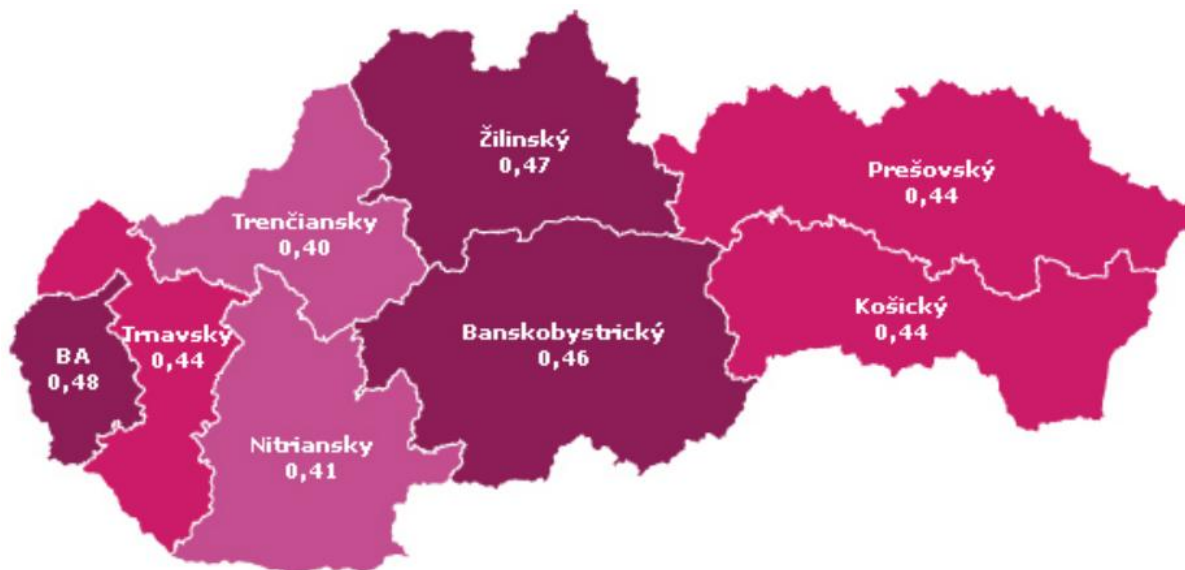 Žilinský
0,47
Prešovský
0,44
Trenčiansky
0,40
Košický
0,44
Banskobystrický
0,46
Trnavský
0,44
BA
0,48
Nitriansky
0,41